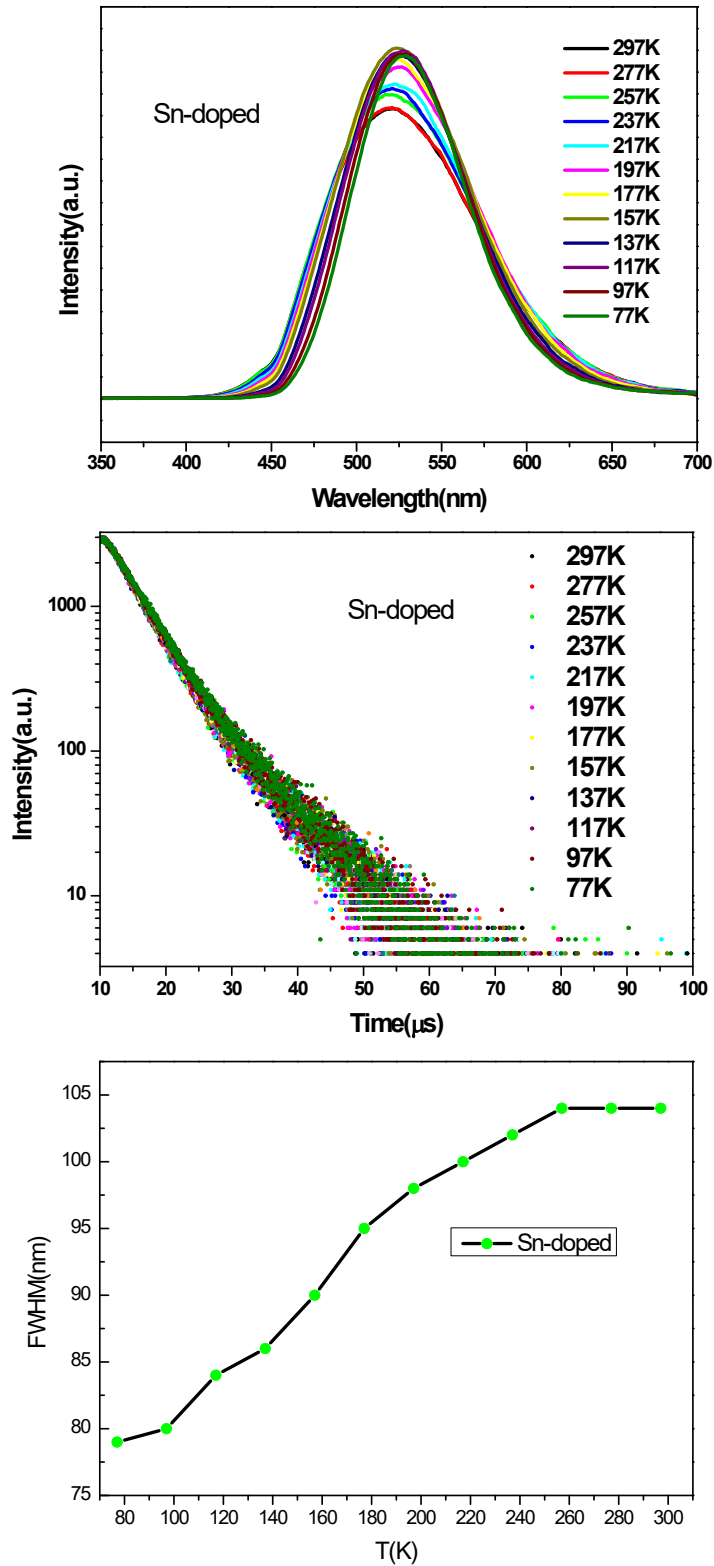 Sn-doped
297K
277K
257K
237K
217K
197K
177K
157K
137K
117K
97K
77K
Intensity(a.u.)
350 400 450 500 550 600 650 700
Wavelength(nm)
Sn-doped
297K
277K
257K
237K
217K
197K
177K
157K
137K
117K
97K
77K
1000
100
10
Intensity(a.u.)
10 20 30 40 50 60 70 80 90 100
Time(μs)
105
100
95
90
85
80
75
FWHM(nm)
Sn-doped
80 100 120 140 160 180 200 220 240 260 280 300
T(K)